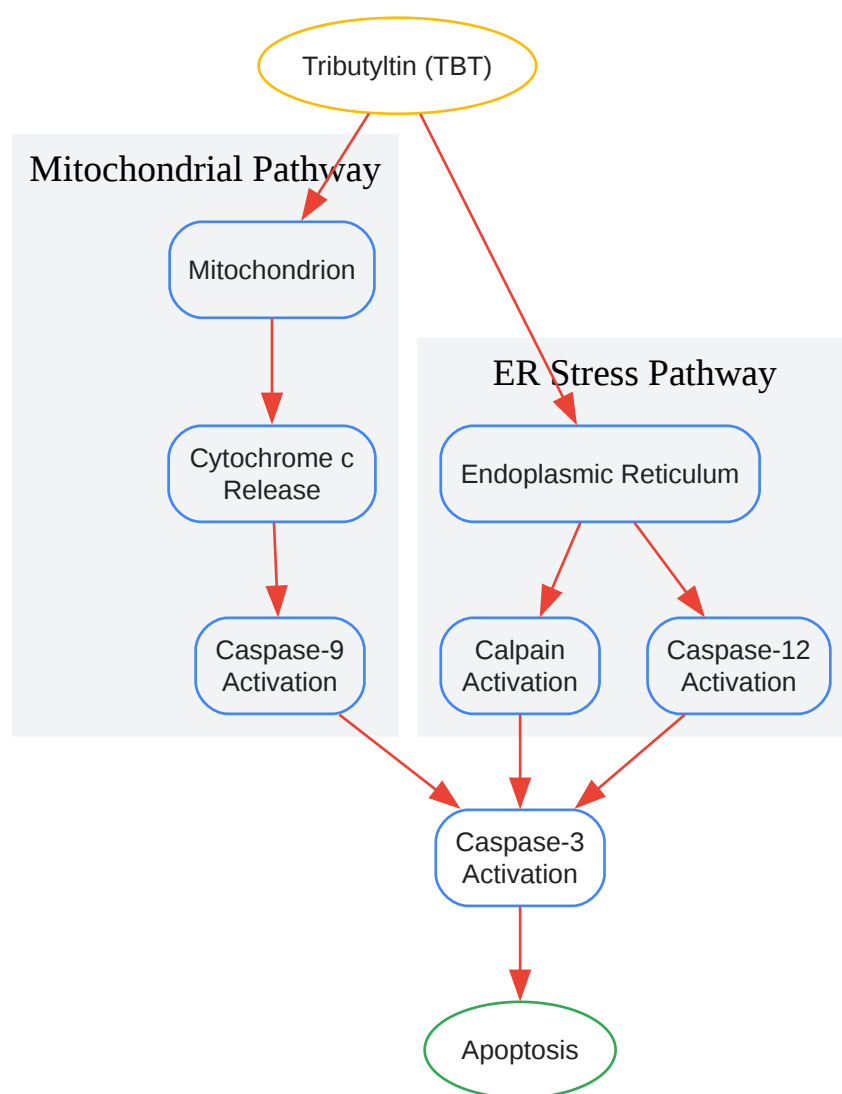 Tributyltin (TBT)
Mitochondrial Pathway
Mitochondrion
Cytochrome c
Release
Caspase-9
Activation
ER Stress Pathway
Endoplasmic Reticulum
Calpain
Activation
Caspase-12
Activation
Caspase-3
Activation
Apoptosis